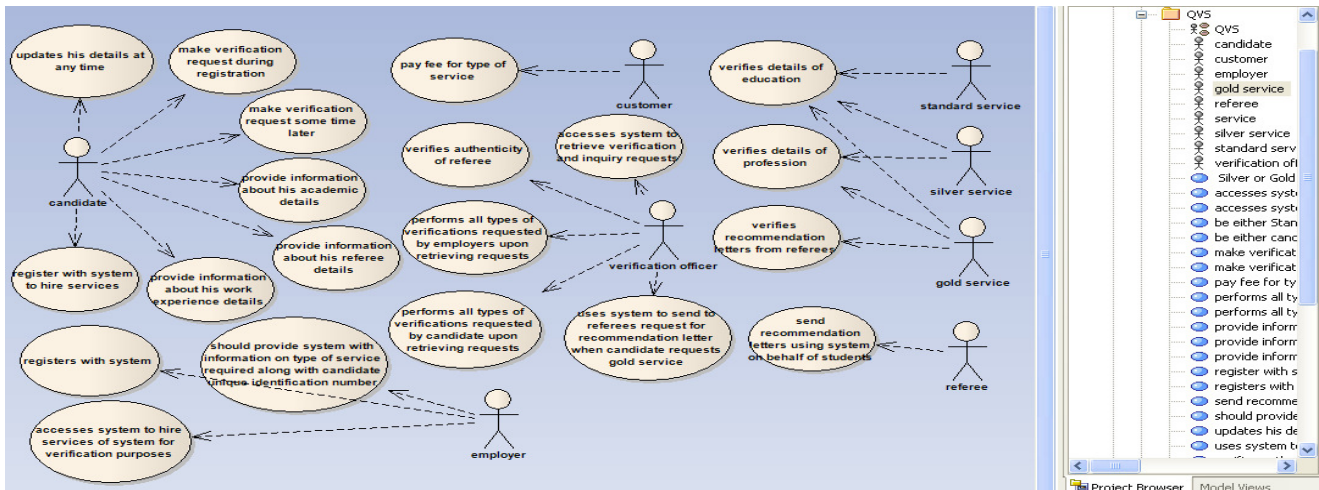 updates his details at
any time
make verification
request during
registration
make verification
request some time
later
candidate
provide information
about his academic
details
provide information
about his referee
details
register with system
to hire services
provide information
about his work
experience details
pay fee for type of
service
customer
verifies authenticity
of referee
accesses system to
retrieve verification
and inquiry requests
performs all types of
verifications requested
by employers upon
retrieving requests
verification officer
performs all types of
verifications requested
by candidate upon
retrieving requests
uses system to send to
referees request for
recommendation letter
when candidate requests
gold service
verifies details of
education
standard service
verifies details of
profession
silver service
verifies
recommendation
letters from referees
gold service
send
recommendation
letters using system
on behalf of students
referee
registers with system
should provide system with
information on type of service
required along with candidate
unique identification number
accesses system to hire
services of system for
verification purposes
employer
QVS
QVS
candidate
customer
employer
gold service
referee
service
silver service
standard serv
verification off
Silver or Gold
accesses syste
accesses syste
be either Stan
be either canc
make verificat
make verificat
pay fee for ty
performs all ty
performs all ty
provide inform
provide inform
provide inform
register with s
registers with
send recomme
should provide
updates his de
uses system to
Project Browser
Model Views